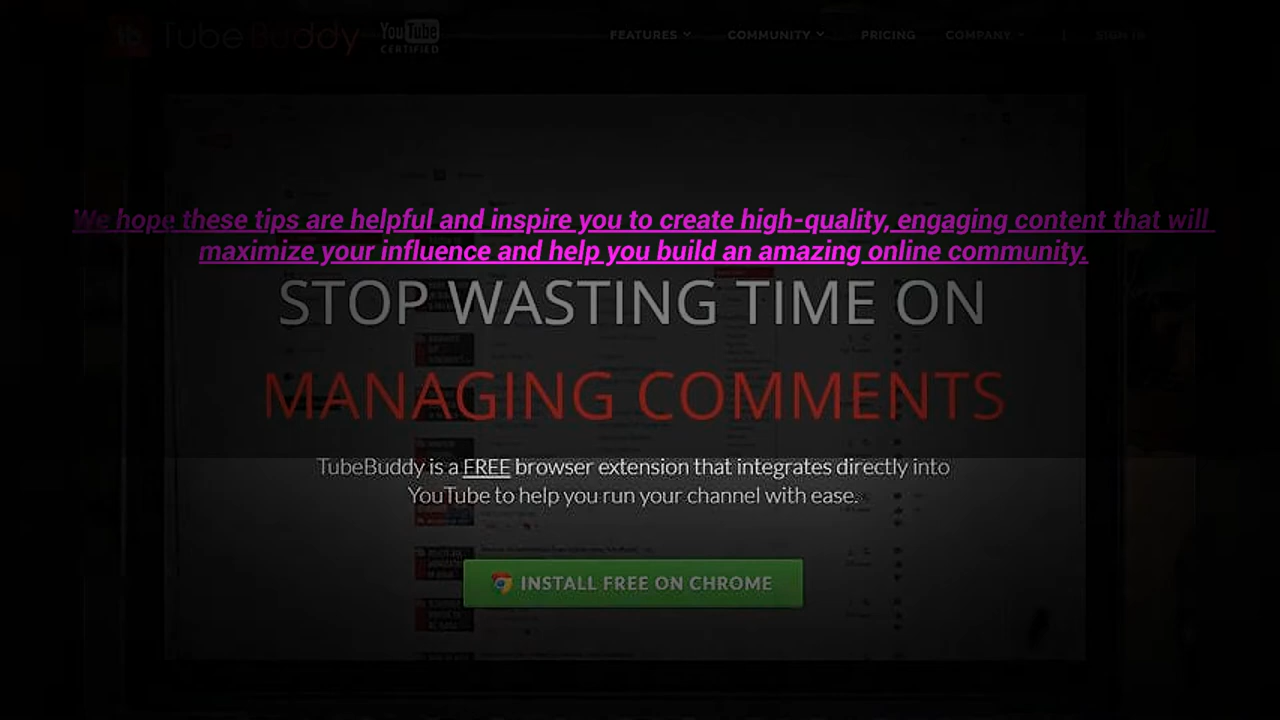 TubeBuddy YouTube CERTIFIED FEATURES COMMUNITY PRICING COMPANY | SIGN IN
We hope these tips are helpful and inspire you to create high-quality, engaging content that will
maximize your influence and help you build an amazing online community.
STOP WASTING TIME ON
MANAGING COMMENTS
TubeBuddy is a FREE browser extension that integrates directly into
YouTube to help you run your channel with ease.
INSTALL FREE ON CHROME